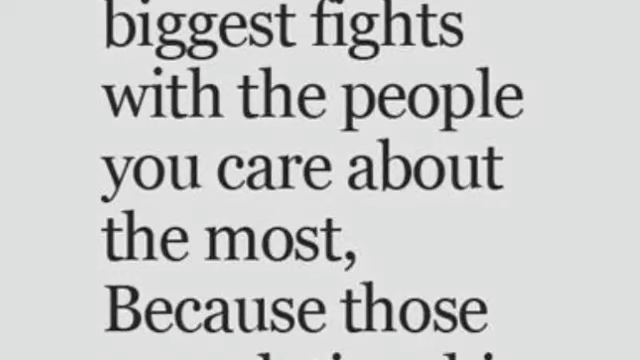 biggest fights
with the people
you care about
the most,
Because those